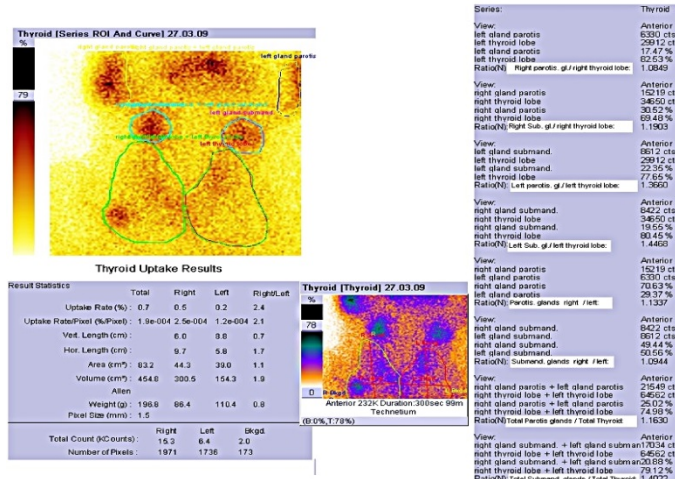 Thyroid [Series ROI And Curve] 27.03.09
%
79
left gland parotis
left gland submand.
left thyroid lobe
Thyroid Uptake Results
Result Statistics
Total Right Left Right/Left
Uptake Rate (%) : 0.7 0.5 0.2 2.4
Uptake Rate/Pixel (%/Pixel) : 1.9e-004 2.5e-004 1.2e-004 2.1
Vert. Length (cm) : 6.0 8.8 0.7
Hor. Length (cm) : 9.7 5.8 1.7
Area (cm²) : 83.2 44.3 39.0 1.1
Volume (cm³) : 454.8 300.5 154.3 1.9
Allen
Weight (g) : 196.8 86.4 110.4 0.8
Pixel Size (mm) : 1.5
Right Left Bkgd.
Total Count (KCounts) : 15.3 6.4 2.0
Number of Pixels : 1971 1736 173
Thyroid [Thyroid] 27.03.09
%
78
0
Anterior 232K Duration:300sec 99m
Technetium
(B:0%,T:78%)
Series: Thyroid
View: Anterior
left gland parotis 6330 cts
left thyroid lobe 29912 cts
left gland parotis 17.47 %
left thyroid lobe 82.53 %
Ratio(N): Right parotis. gl./ right thyroid lobe: 1.0849
View: Anterior
right gland parotis 15219 ct
right thyroid lobe 34650 ct
right gland parotis 30.52 %
right thyroid lobe 69.48 %
Ratio(N): Right Sub. gl./ right thyroid lobe: 1.1903
View: Anterior
left gland submand. 8612 cts
left thyroid lobe 29912 cts
left gland submand. 22.35 %
left thyroid lobe 77.65 %
Ratio(N): Left parotis gl./left thyroid lobe: 1.3660
View: Anterior
right gland submand. 8422 cts
right thyroid lobe 34650 ct
right gland submand. 19.55 %
right thyroid lobe 80.45 %
Ratio(N): Left Sub. gl./left thyroid lobe: 1.4468
View: Anterior
right gland parotis 15219 ct
left gland parotis 6330 cts
right gland parotis 70.63 %
left gland parotis 29.37 %
Ratio(N): Parotis. glands right / left: 1.1337
View: Anterior
right gland submand. 8422 cts
left gland submand. 8612 cts
right gland submand. 49.44 %
left gland submand. 50.56 %
Ratio(N): Submand. glands right / left: 1.0944
View: Anterior
right gland parotis + left gland parotis 21549 ct
right thyroid lobe + left thyroid lobe 64562 ct
right gland parotis + left gland parotis 25.02 %
right thyroid lobe + left thyroid lobe 74.98 %
Ratio(N): Total Parotis glands / Total Thyroid: 1.1630
View: Anterior
right gland submand. + left gland subman 17034 ct
right thyroid lobe + left thyroid lobe 64562 ct
right gland submand. + left gland subman 20.88 %
right thyroid lobe + left thyroid lobe 79.12 %
Ratio(N): Total Submand. glands / Total Thyroid: 1.4022